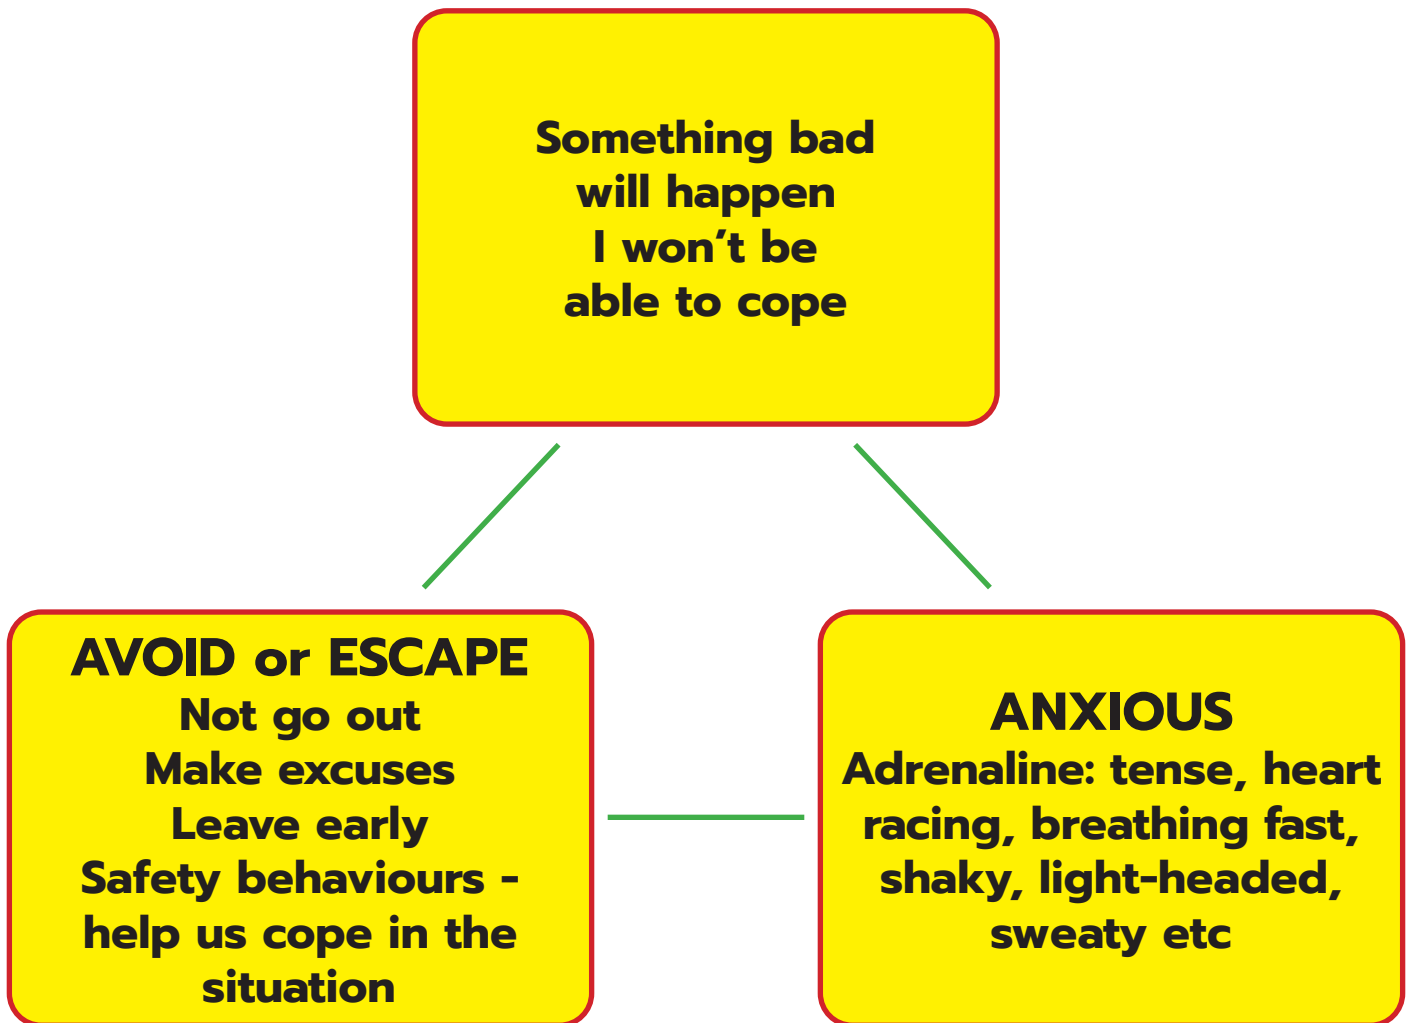 Something bad
will happen
I won’t be
able to cope
AVOID or ESCAPE
Not go out
Make excuses
Leave early
Safety behaviours -
help us cope in the
situation
ANXIOUS
Adrenaline: tense, heart
racing, breathing fast,
shaky, light-headed,
sweaty etc